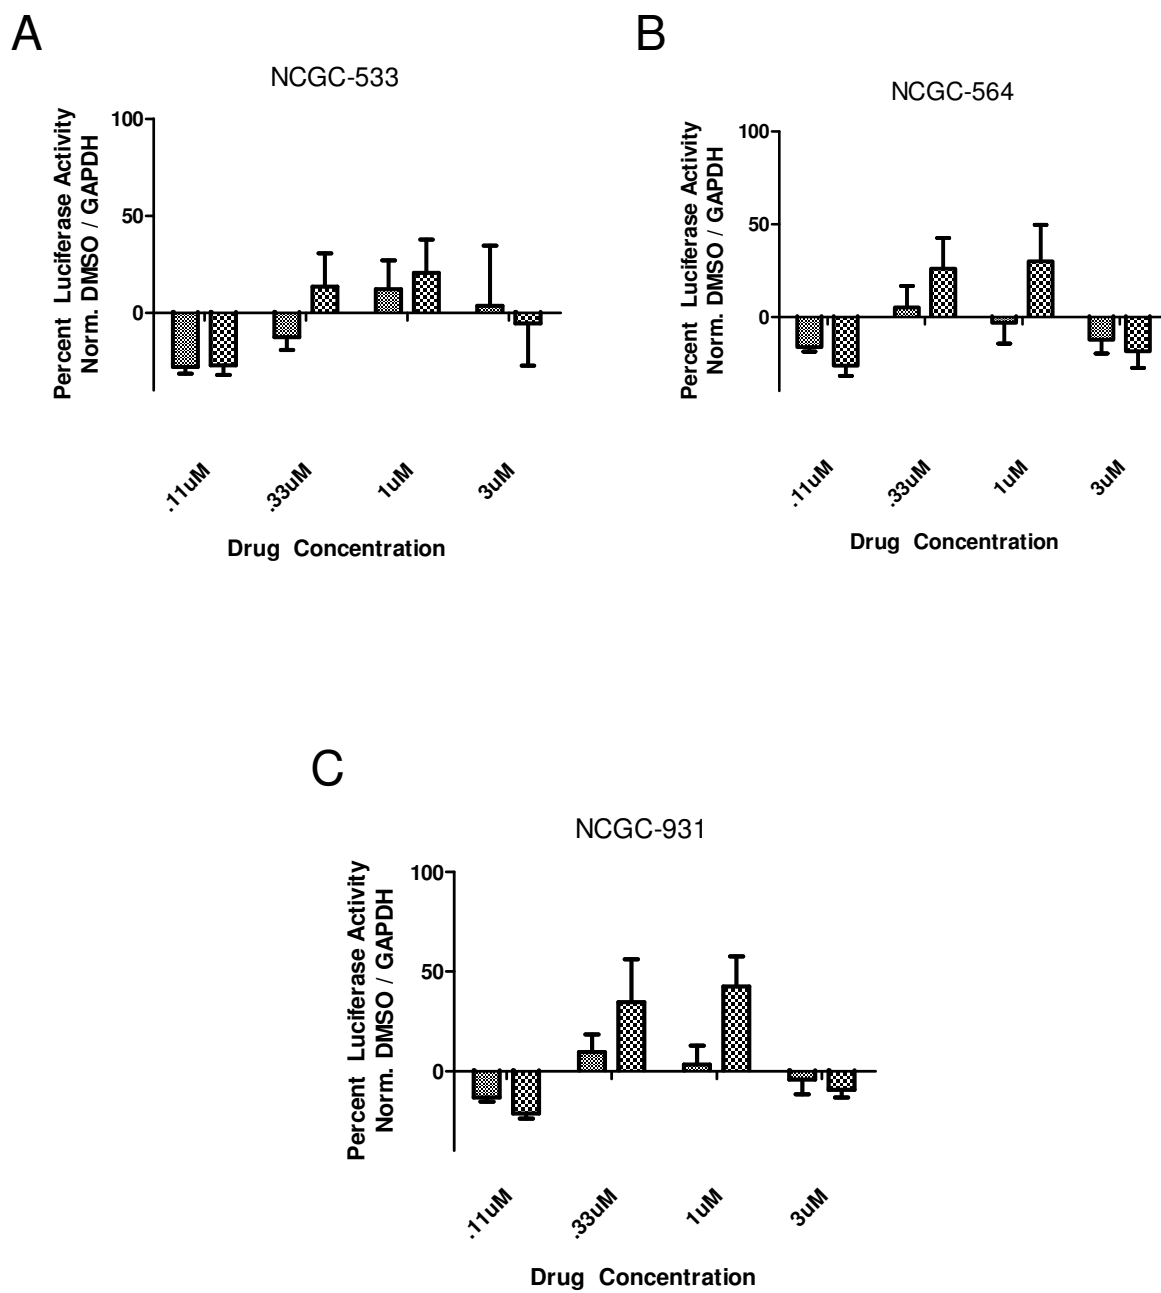 A
NCGC-533
Percent Luciferase Activity
Norm. DMSO / GAPDH
100
50
0
.11uM
.33uM
1uM
3uM
Drug Concentration
B
NCGC-564
Percent Luciferase Activity
Norm. DMSO / GAPDH
100
50
0
.11uM
.33uM
1uM
3uM
Drug Concentration
C
NCGC-931
Percent Luciferase Activity
Norm. DMSO / GAPDH
100
50
0
.11uM
.33uM
1uM
3uM
Drug Concentration